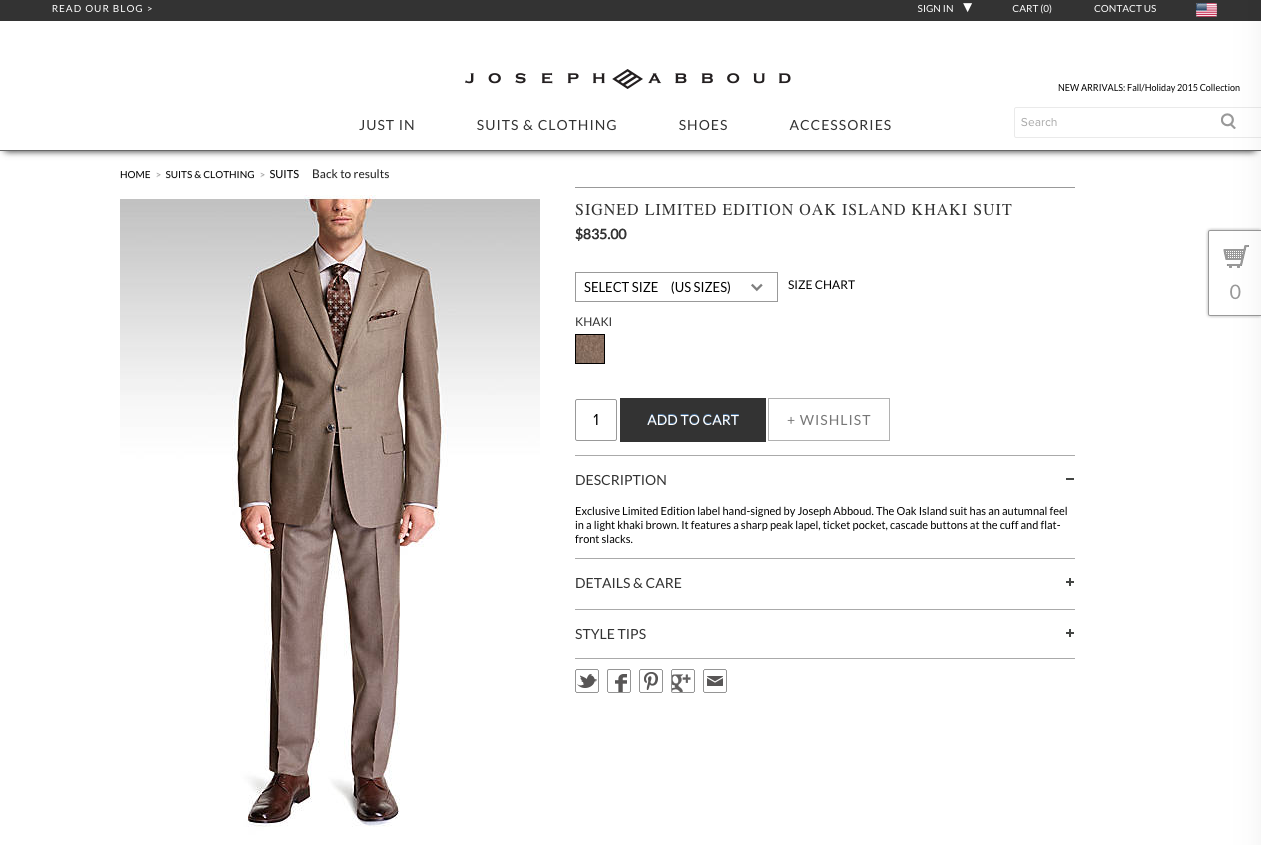 READ OUR BLOG >
SIGN IN ▼ CART (0) CONTACT US
JOSEPH ABBOUD
NEW ARRIVALS: Fall/Holiday 2015 Collection
JUST IN SUITS & CLOTHING SHOES ACCESSORIES
Search
HOME > SUITS & CLOTHING > SUITS Back to results
SIGNED LIMITED EDITION OAK ISLAND KHAKI SUIT
$835.00
SELECT SIZE (US SIZES) SIZE CHART
KHAKI
0
1 ADD TO CART + WISHLIST
DESCRIPTION −
Exclusive Limited Edition label hand-signed by Joseph Abboud. The Oak Island suit has an autumnal feel
in a light khaki brown. It features a sharp peak lapel, ticket pocket, cascade buttons at the cuff and flat-
front slacks.
DETAILS & CARE +
STYLE TIPS +